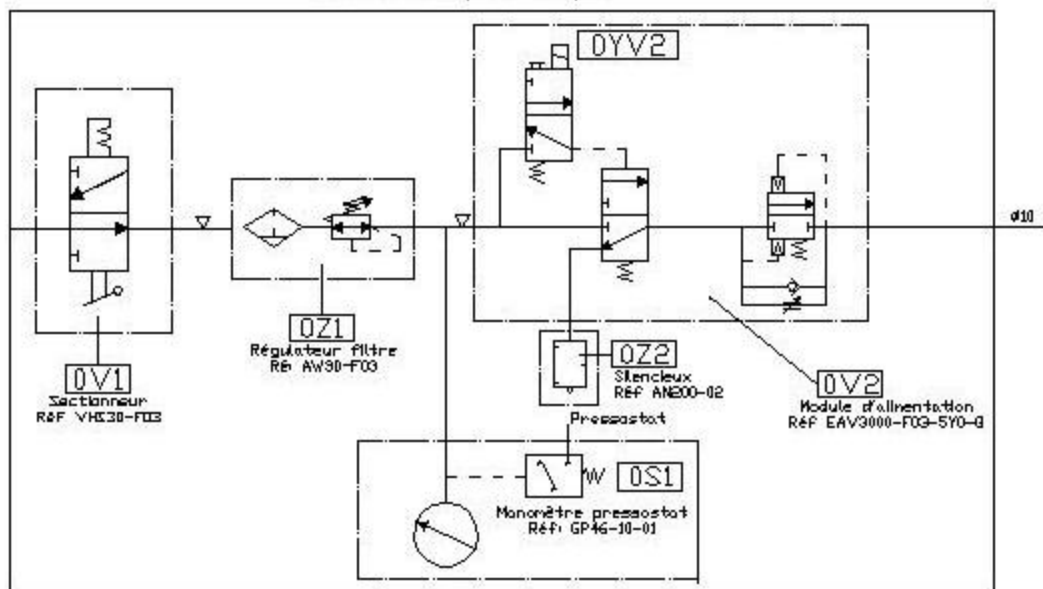 0YV2
ø10
0Z1
Régulateur filtre
Réf AW30-F03
0V1
Sectionneur
Réf VHS30-F03
0Z2
Silencieux
Réf AN200-02
0V2
Module d'alimentation
Réf EAV3000-F03-5YO-Q
Pressostat
0S1
Manomètre pressostat
Réf: GP46-10-01